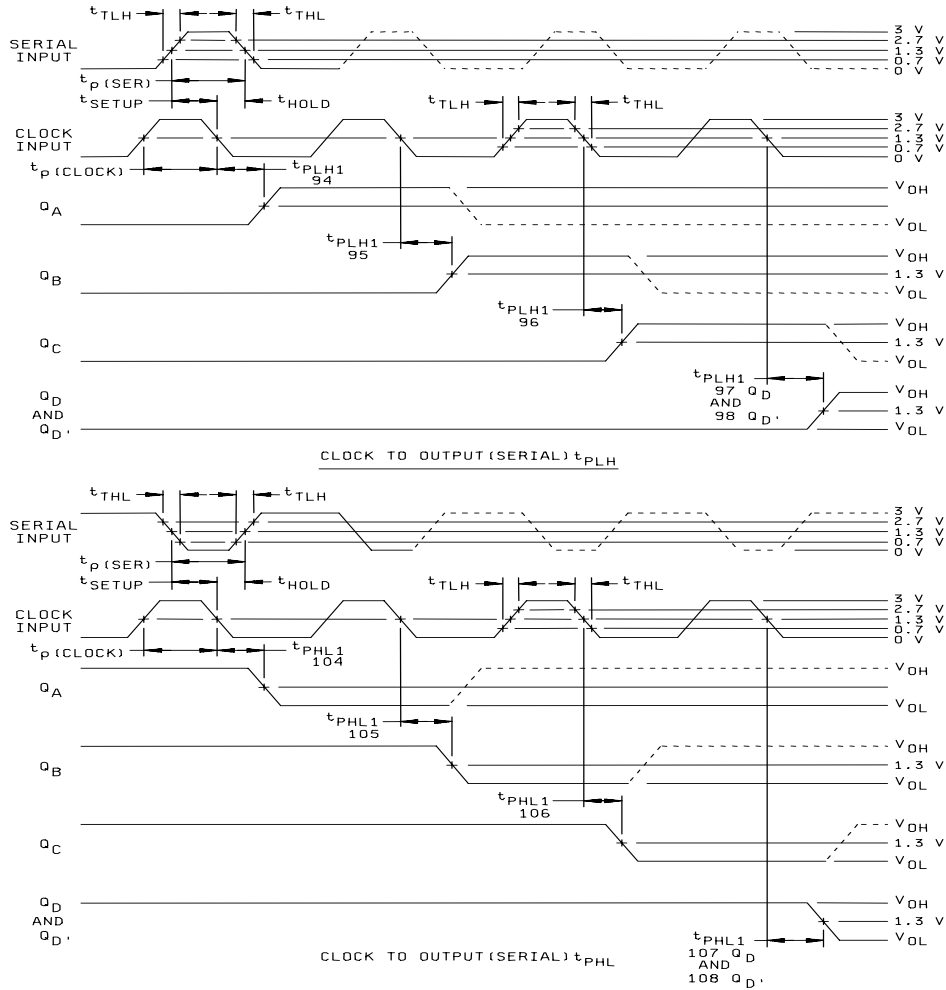 tTLH tTHL
SERIAL
INPUT
3 V
2.7 V
1.3 V
0.7 V
0 V
tp(SER)
tSETUP tHOLD
tTLH tTHL
CLOCK
INPUT
3 V
2.7 V
1.3 V
0.7 V
0 V
tp(CLOCK)
tPLH1
94
QA
VOH
VOL
tPLH1
95
QB
VOH
1.3 V
VOL
tPLH1
96
QC
VOH
1.3 V
VOL
tPLH1
97 QD
AND
98 QD'
QD
AND
QD'
VOH
1.3 V
VOL
CLOCK TO OUTPUT(SERIAL) tPLH
tTHL tTLH
SERIAL
INPUT
3 V
2.7 V
1.3 V
0.7 V
0 V
tp(SER)
tSETUP tHOLD
tTLH tTHL
CLOCK
INPUT
3 V
2.7 V
1.3 V
0.7 V
0 V
tp(CLOCK)
tPHL1
104
QA
VOH
VOL
tPHL1
105
QB
VOH
1.3 V
VOL
tPHL1
106
QC
VOH
1.3 V
VOL
QD
AND
QD'
VOH
1.3 V
VOL
tPHL1
107 QD
AND
108 QD'
CLOCK TO OUTPUT(SERIAL) tPHL